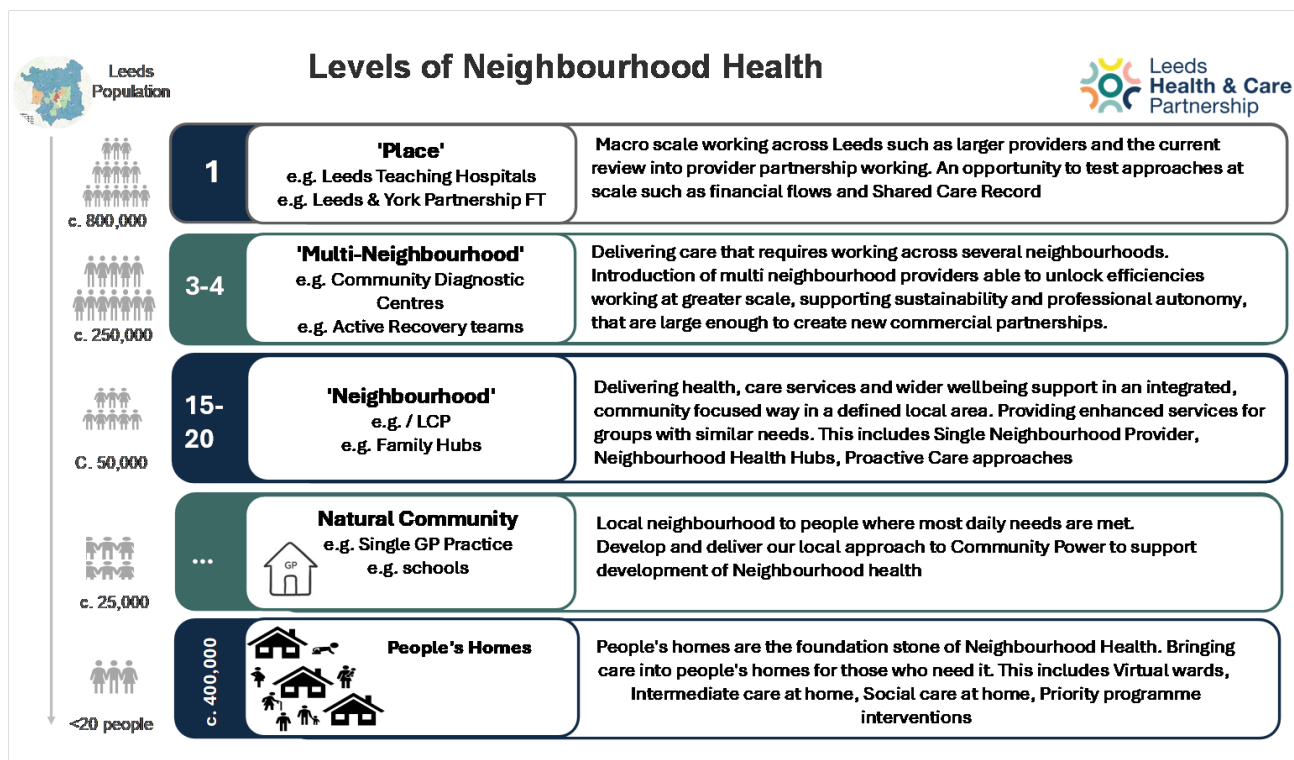 Levels of Neighbourhood Health
Leeds
Population
Leeds
Health & Care
Partnership
c. 800,000
1
'Place'
e.g. Leeds Teaching Hospitals
e.g. Leeds & York Partnership FT
Macro scale working across Leeds such as larger providers and the current
review into provider partnership working. An opportunity to test approaches at
scale such as financial flows and Shared Care Record
c. 250,000
3-4
'Multi-Neighbourhood'
e.g. Community Diagnostic
Centres
e.g. Active Recovery teams
Delivering care that requires working across several neighbourhoods.
Introduction of multi neighbourhood providers able to unlock efficiencies
working at greater scale, supporting sustainability and professional autonomy,
that are large enough to create new commercial partnerships.
C. 50,000
15-
20
'Neighbourhood'
e.g. / LCP
e.g. Family Hubs
Delivering health, care services and wider wellbeing support in an integrated,
community focused way in a defined local area. Providing enhanced services for
groups with similar needs. This includes Single Neighbourhood Provider,
Neighbourhood Health Hubs, Proactive Care approaches
c. 25,000
...
Natural Community
e.g. Single GP Practice
e.g. schools
GP
Local neighbourhood to people where most daily needs are met.
Develop and deliver our local approach to Community Power to support
development of Neighbourhood health
<20 people
c. 400,000
People's Homes
People's homes are the foundation stone of Neighbourhood Health. Bringing
care into people's homes for those who need it. This includes Virtual wards,
Intermediate care at home, Social care at home, Priority programme
interventions